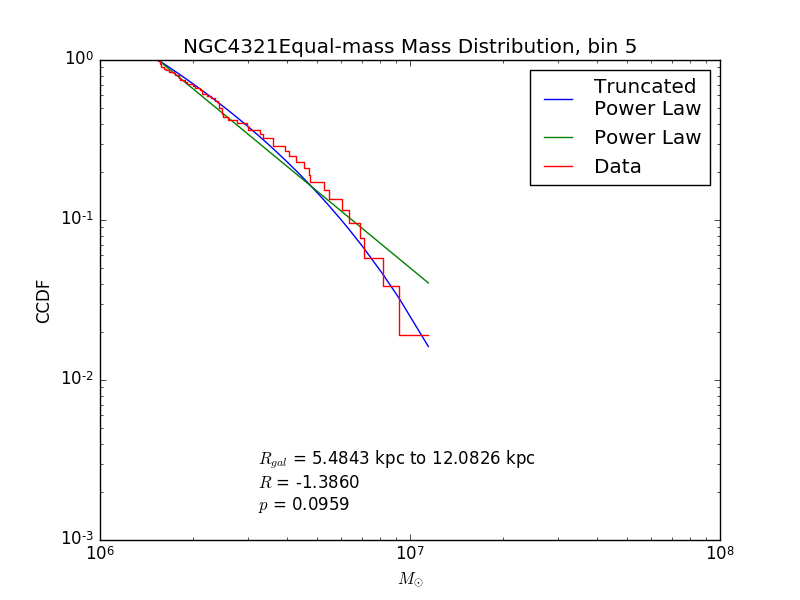 NGC4321Equal-mass Mass Distribution, bin 5
10^0
10^-1
10^-2
10^-3
CCDF
Truncated
Power Law
Power Law
Data
R_gal = 5.4843 kpc to 12.0826 kpc
R = -1.3860
p = 0.0959
10^6
10^7
10^8
M_⊙